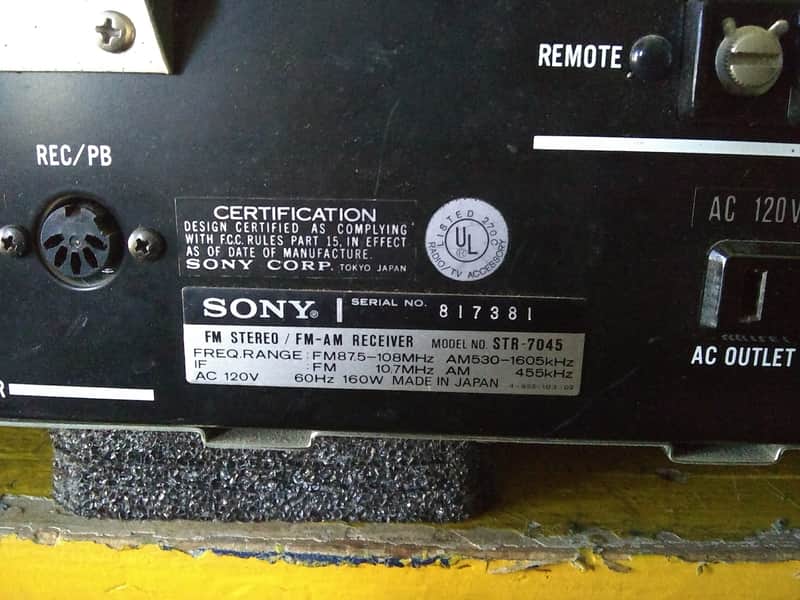 REMOTE
REC/PB
CERTIFICATION
DESIGN CERTIFIED AS COMPLYING
WITH F.C.C. RULES PART 15, IN EFFECT
AS OF DATE OF MANUFACTURE.
SONY CORP. TOKYO JAPAN
LISTED 270C
UL
RADIO/TV ACCESSORY
AC 120V
SONY® SERIAL NO. 817381
FM STEREO / FM-AM RECEIVER MODEL NO. STR-7045
FREQ.RANGE : FM87.5-108MHz AM530-1605kHz
IF : FM 10.7MHz AM 455kHz
AC 120V 60Hz 160W MADE IN JAPAN
AC OUTLET
R